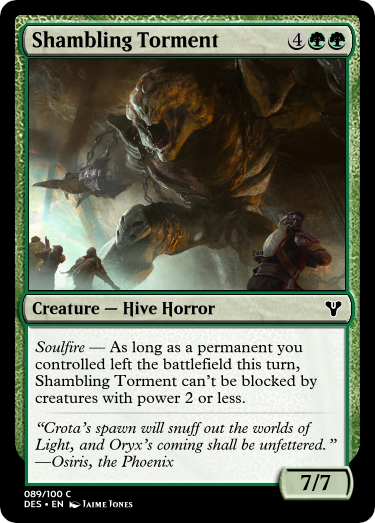 Shambling Torment 4
Creature — Hive Horror
Soulfire — As long as a permanent you
controlled left the battlefield this turn,
Shambling Torment can't be blocked by
creatures with power 2 or less.
“Crota's spawn will snuff out the worlds of
Light, and Oryx's coming shall be unfettered.”
—Osiris, the Phoenix
7/7
089/100 C
DES • EN Jaime Jones